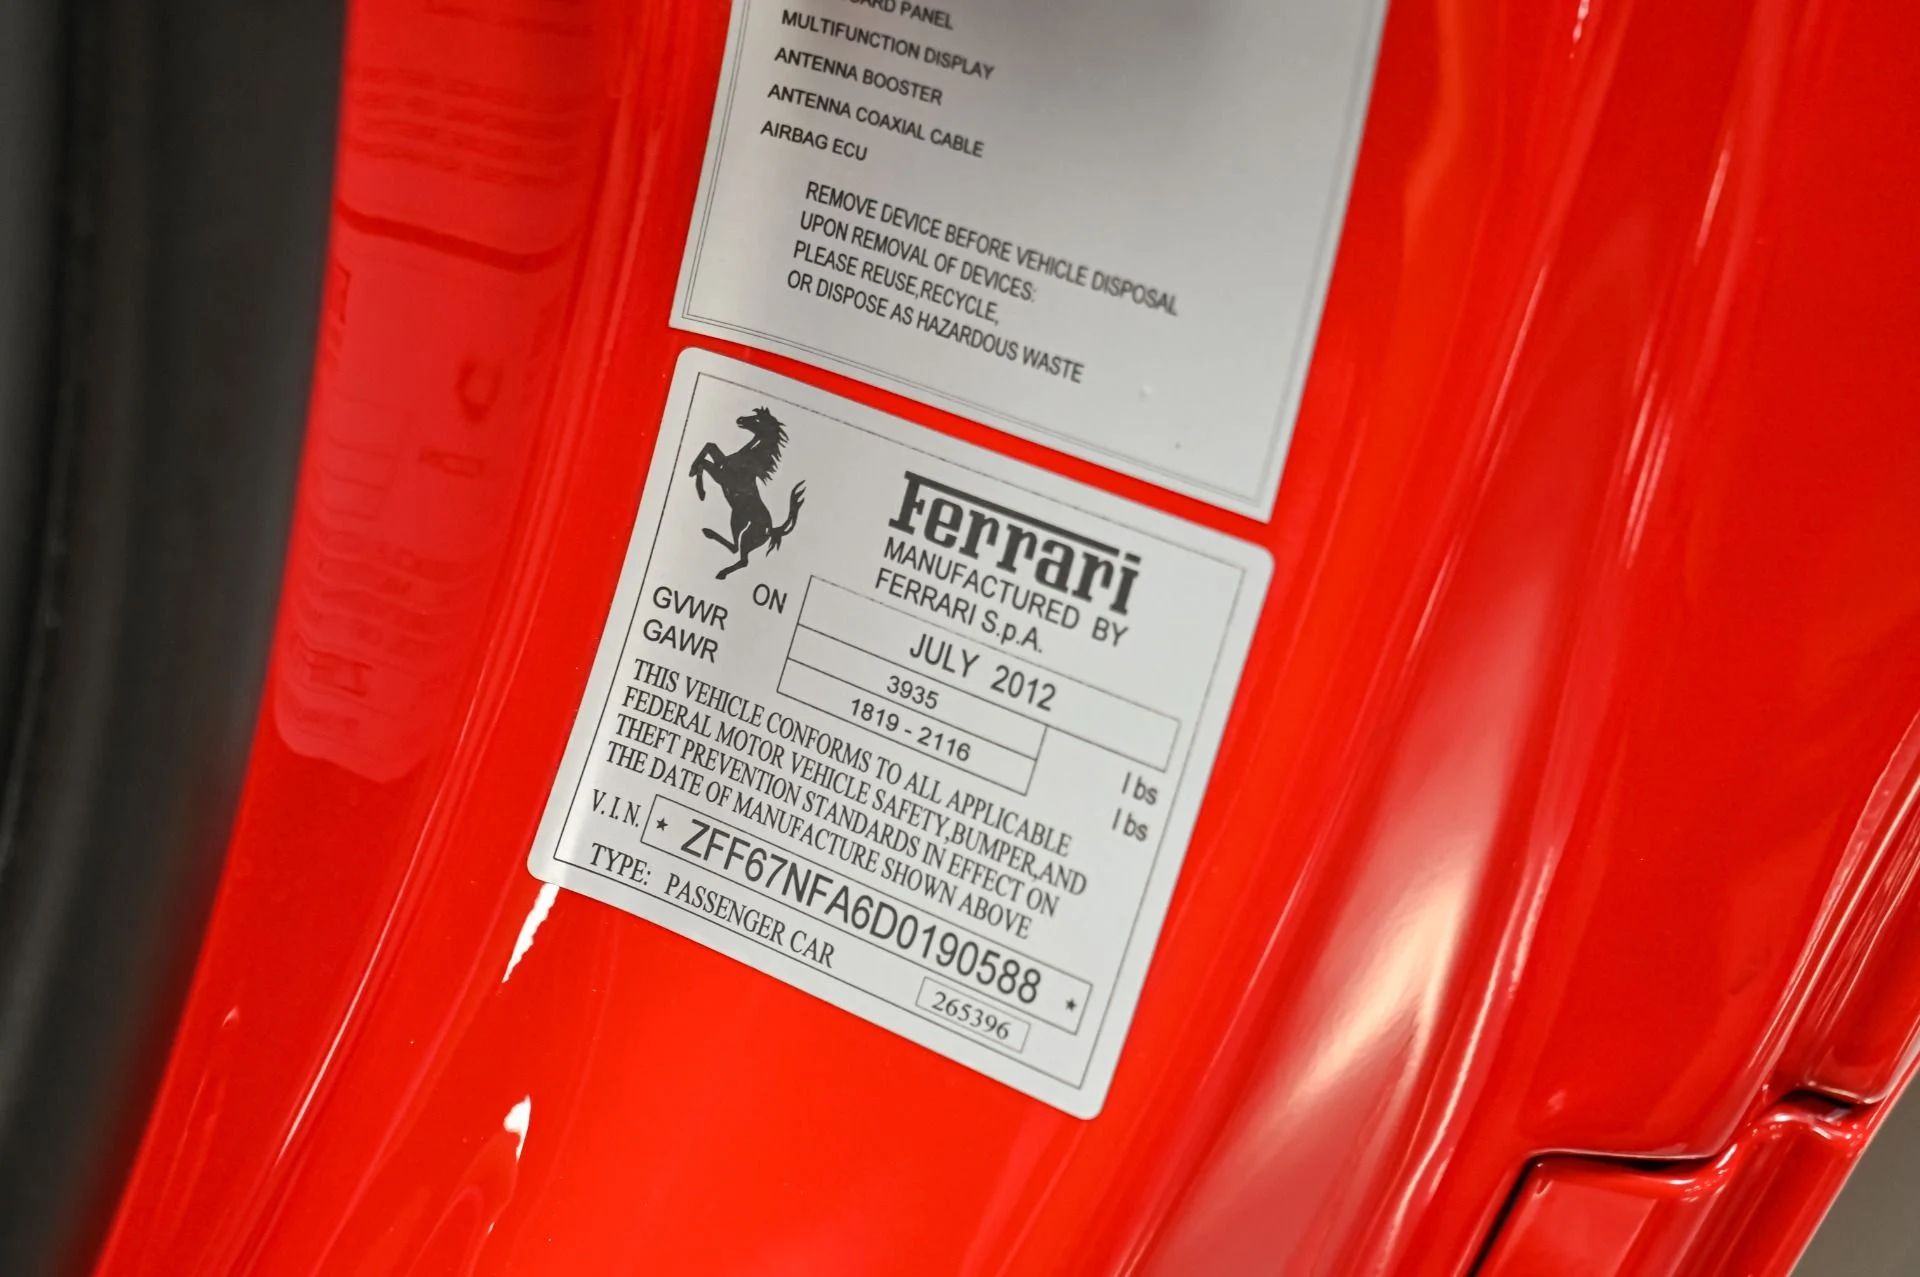 PANEL
MULTIFUNCTION DISPLAY
ANTENNA BOOSTER
ANTENNA COAXIAL CABLE
AIRBAG ECU
REMOVE DEVICE BEFORE VEHICLE DISPOSAL
UPON REMOVAL OF DEVICES:
PLEASE REUSE,RECYCLE,
OR DISPOSE AS HAZARDOUS WASTE
Ferrari
MANUFACTURED BY
FERRARI S.p.A.
ON JULY 2012
GVWR 3935 lbs
GAWR 1819 - 2116 lbs
THIS VEHICLE CONFORMS TO ALL APPLICABLE
FEDERAL MOTOR VEHICLE SAFETY,BUMPER,AND
THEFT PREVENTION STANDARDS IN EFFECT ON
THE DATE OF MANUFACTURE SHOWN ABOVE
V.I.N. * ZFF67NFA6D0190588 *
TYPE: PASSENGER CAR
265396